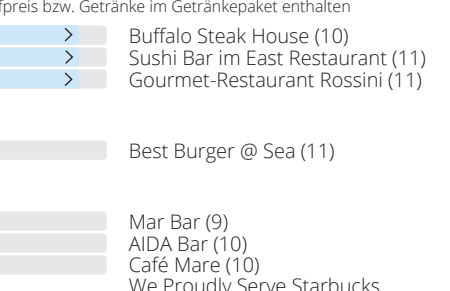 fpreis bzw. Getränke im Getränkepaket enthalten
Buffalo Steak House (10)
Sushi Bar im East Restaurant (11)
Gourmet-Restaurant Rossini (11)
Best Burger @ Sea (11)
Mar Bar (9)
AIDA Bar (10)
Café Mare (10)
We Proudly Serve Starbucks